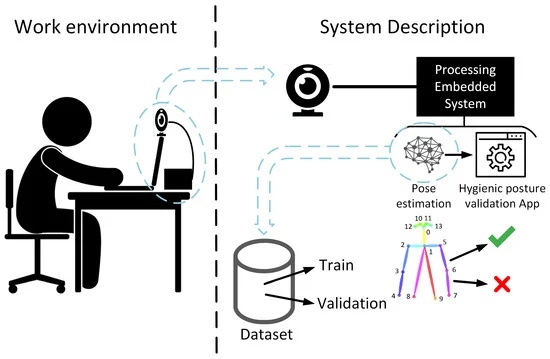 Work environment
System Description
Processing
Embedded
System
Pose
estimation
Hygienic posture
validation App
10 11
12 13
0
2 5
1
3 6
4 8 9 7
Train
Validation
Dataset